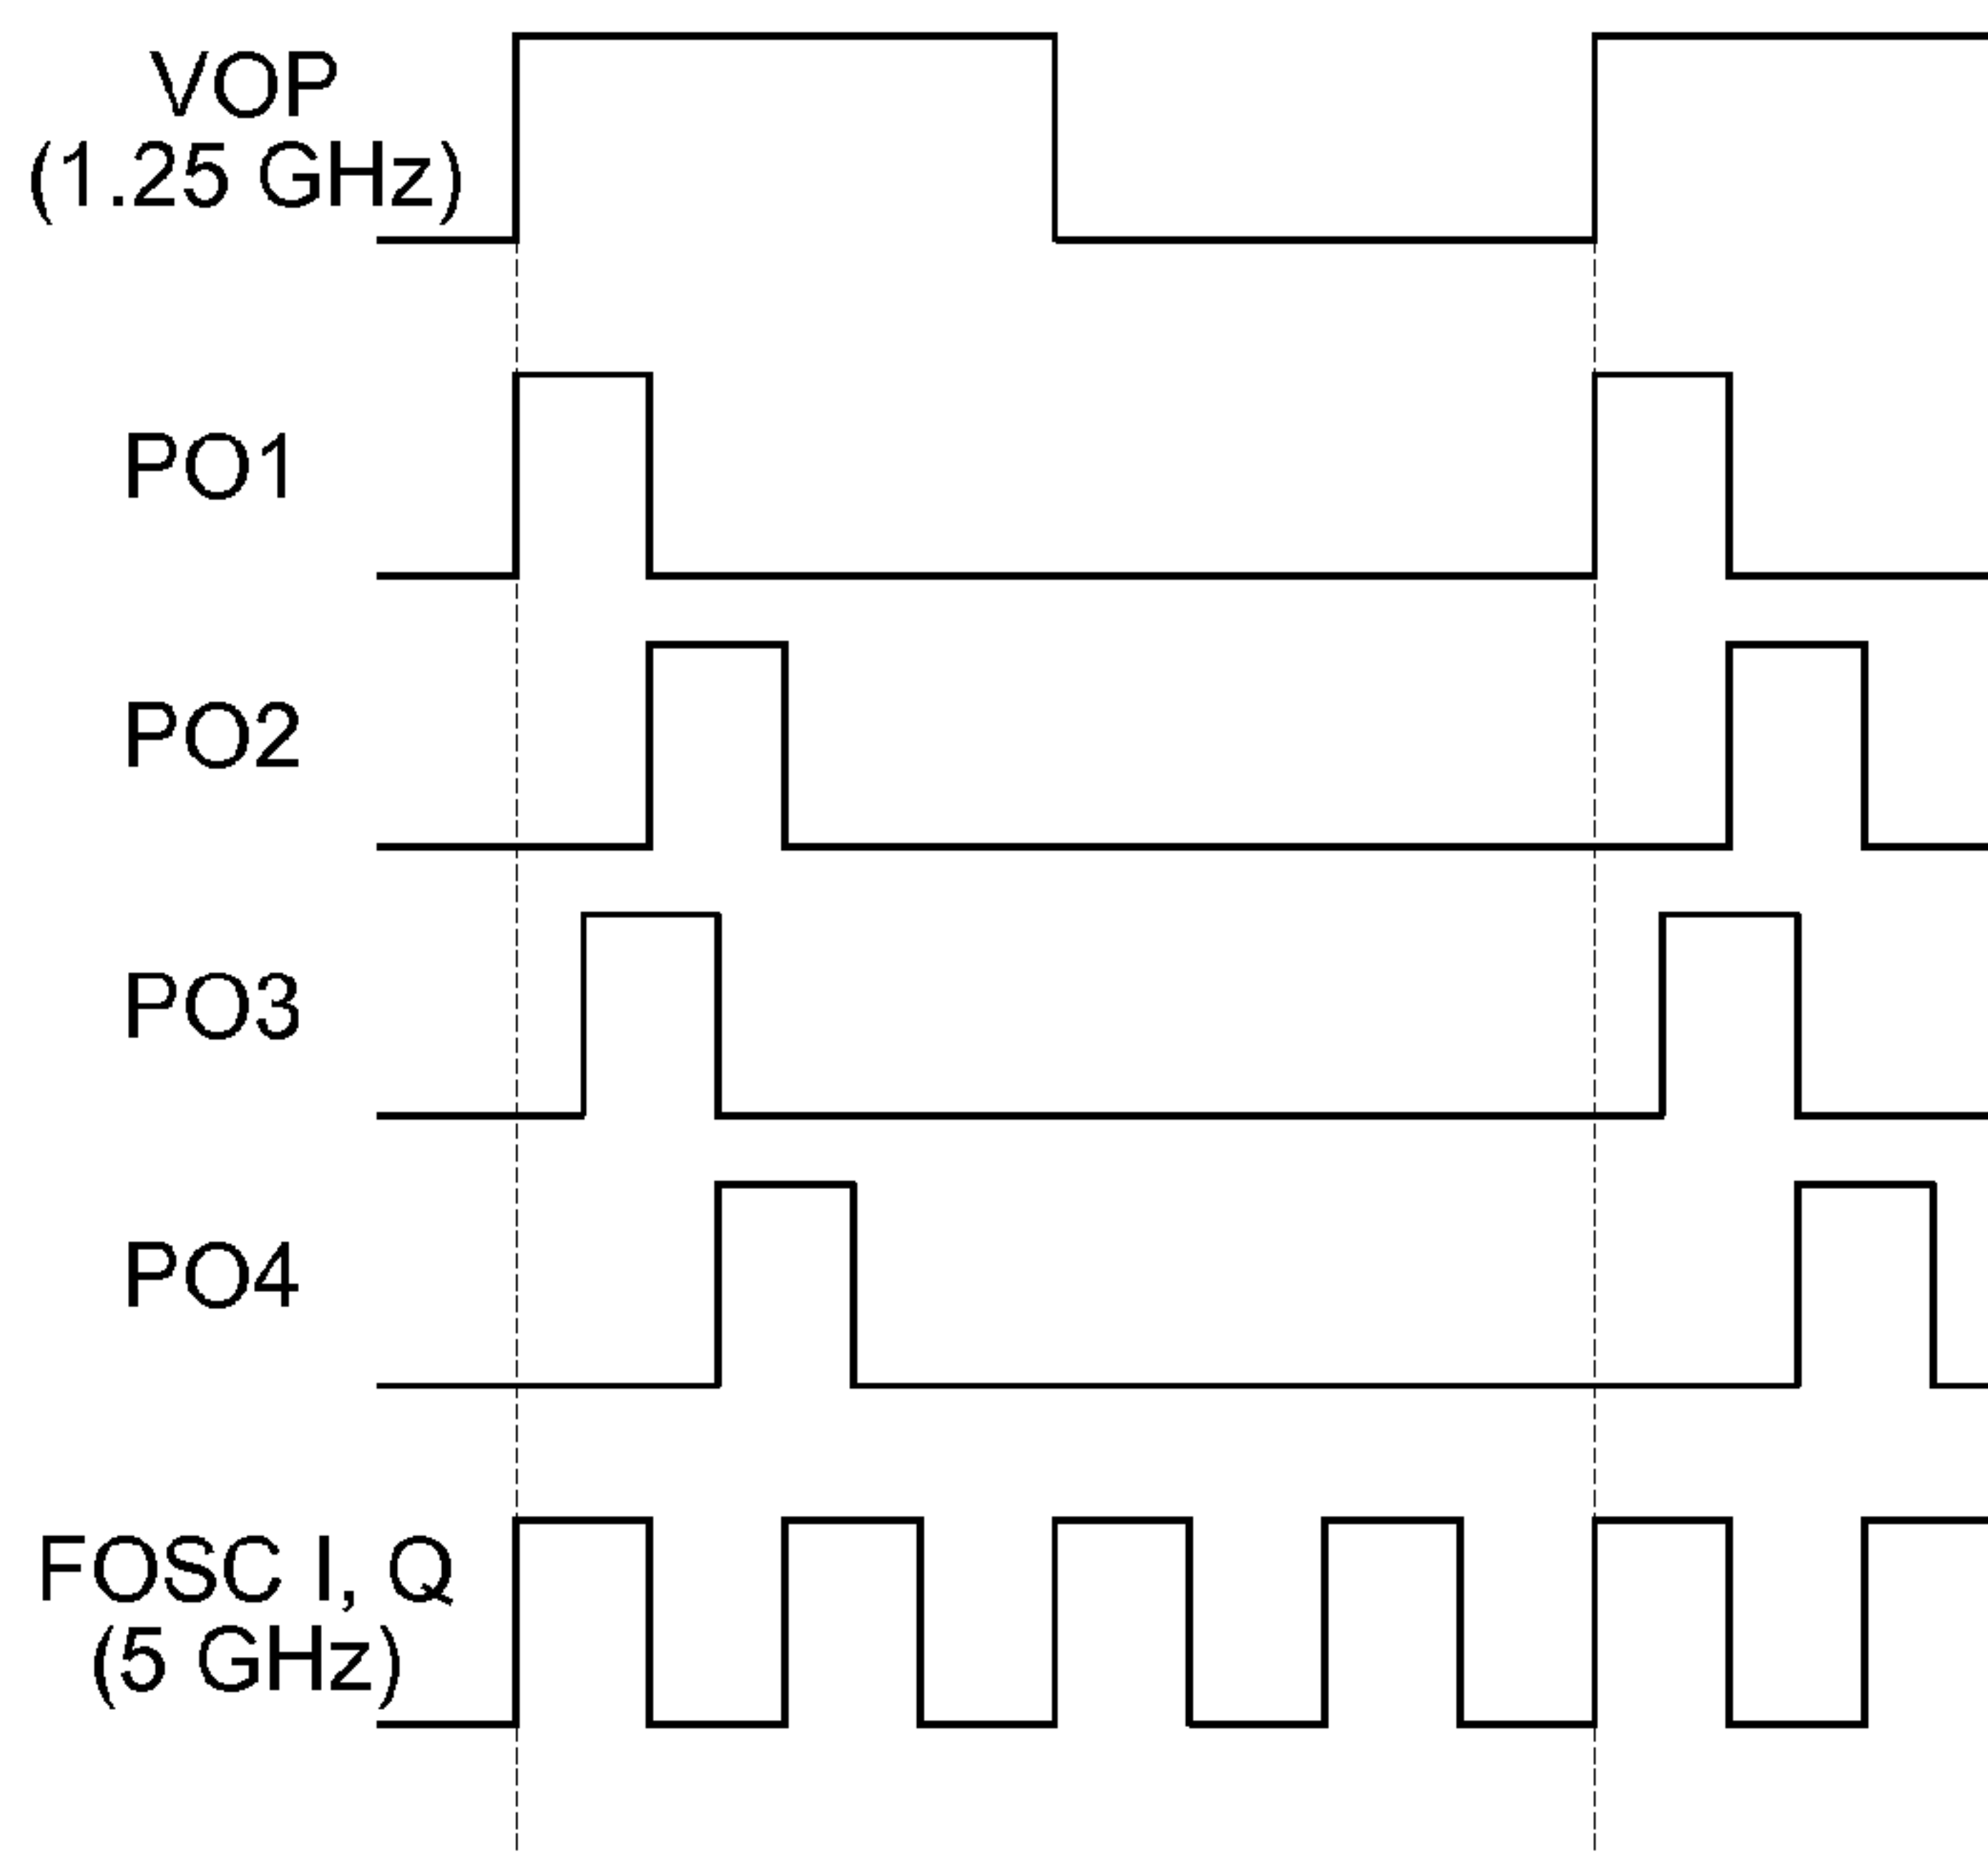 VOP
(1.25 GHz)
PO1
PO2
PO3
PO4
FOSC I, Q
(5 GHz)